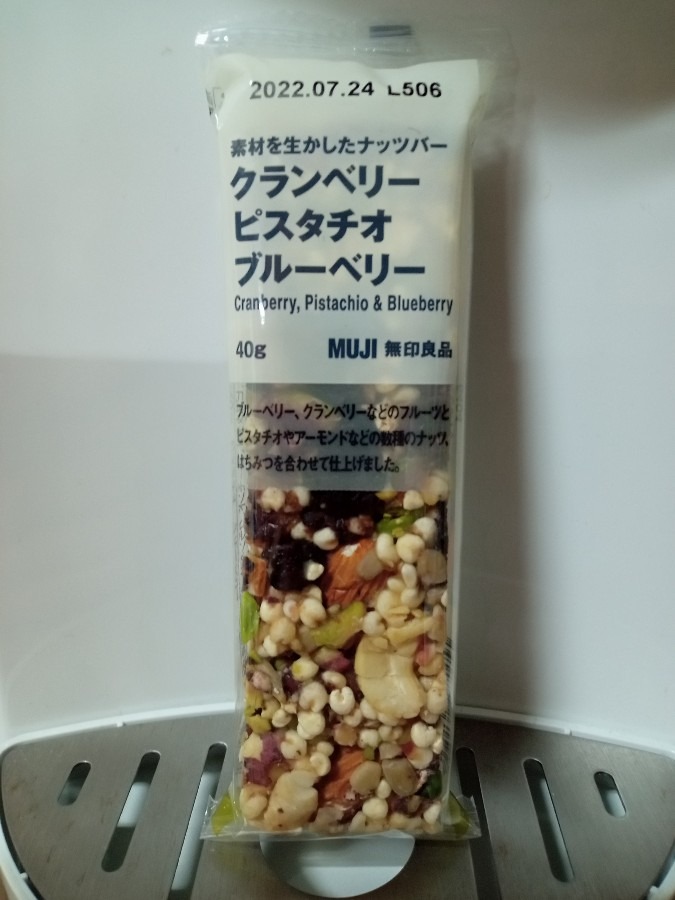 2022.07.24 L506
素材を生かしたナッツバー
クランベリー
ピスタチオ
ブルーベリー
Cranberry, Pistachio & Blueberry
40g MUJI 無印良品
ブルーベリー、クランベリーなどのフルーツと
ピスタチオやアーモンドなどの数種のナッツ、
はちみつを合わせて仕上げました。